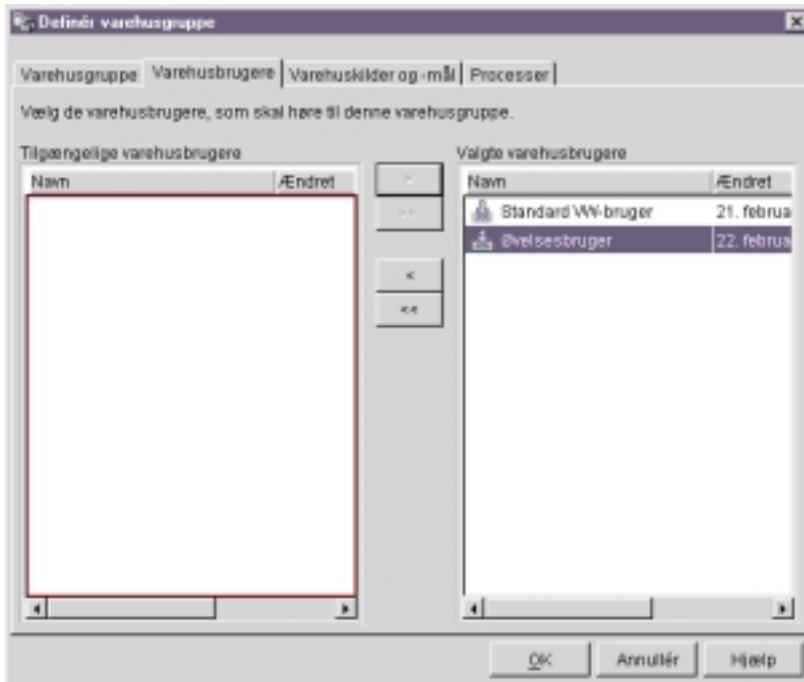 Definér varehusgruppe
Varehusgruppe Varehusbrugere Varehuskilder og -mål Processer
Vælg de varehusbrugere, som skal høre til denne varehusgruppe.
Tilgængelige varehusbrugere
Navn Ændret
>
>>
<
<<
Valgte varehusbrugere
Navn Ændret
Standard VW-bruger 21. februa
Øvelsesbruger 22. februa
OK Annullér Hjælp